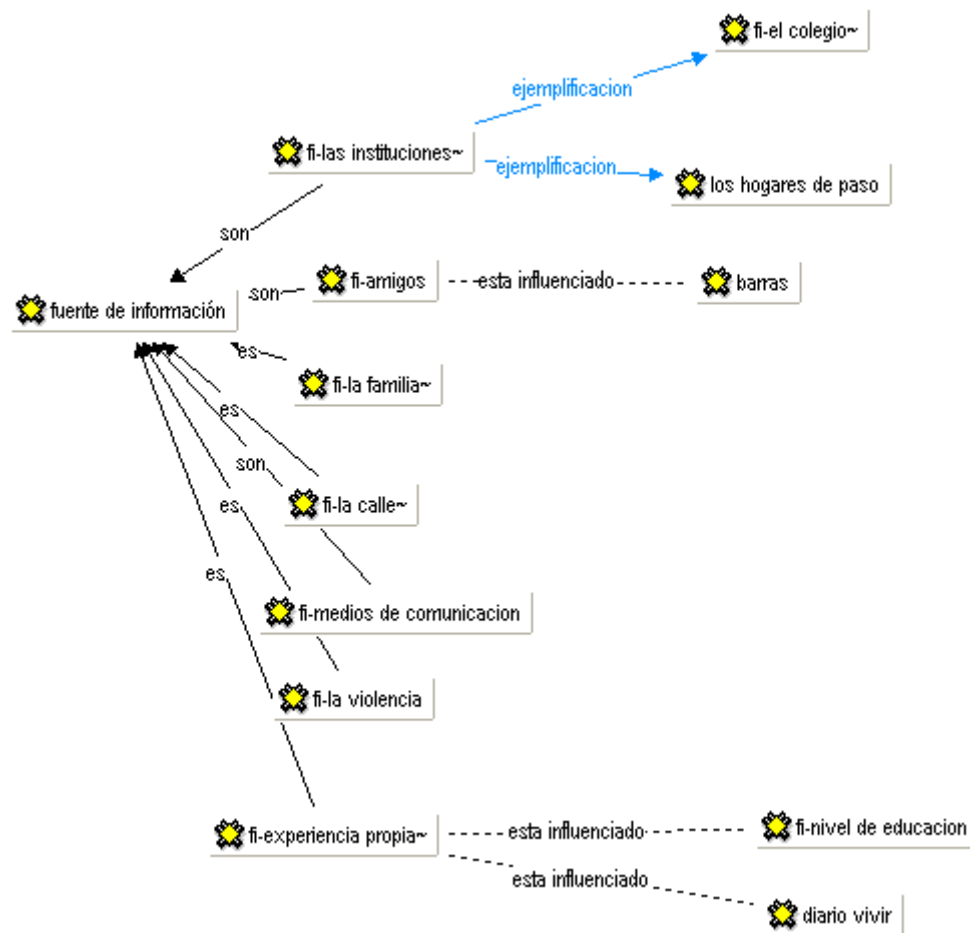 fi-el colegio~
ejemplificacion
fi-las instituciones~
ejemplificacion
los hogares de paso
son
fi-amigos
esta influenciado
barras
son
fuente de información
es
fi-la familia~
es
son
fi-la calle~
es
es
fi-medios de comunicacion
fi-la violencia
fi-experiencia propia~
esta influenciado
fi-nivel de educacion
esta influenciado
diario vivir